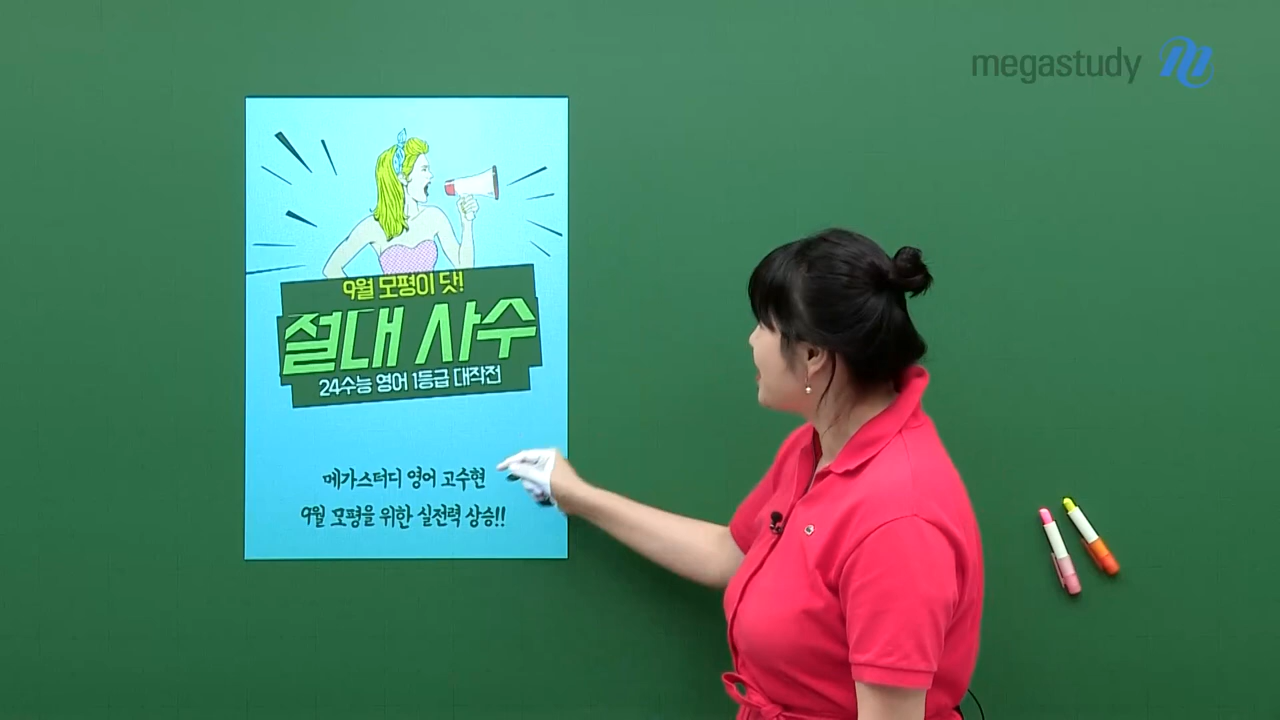 megastudy
9월 모평이 닷!
절대 사수
24수능 영어 1등급 대작전
메가스터디 영어 고수현
9월 모평을 위한 실전력 상승!!